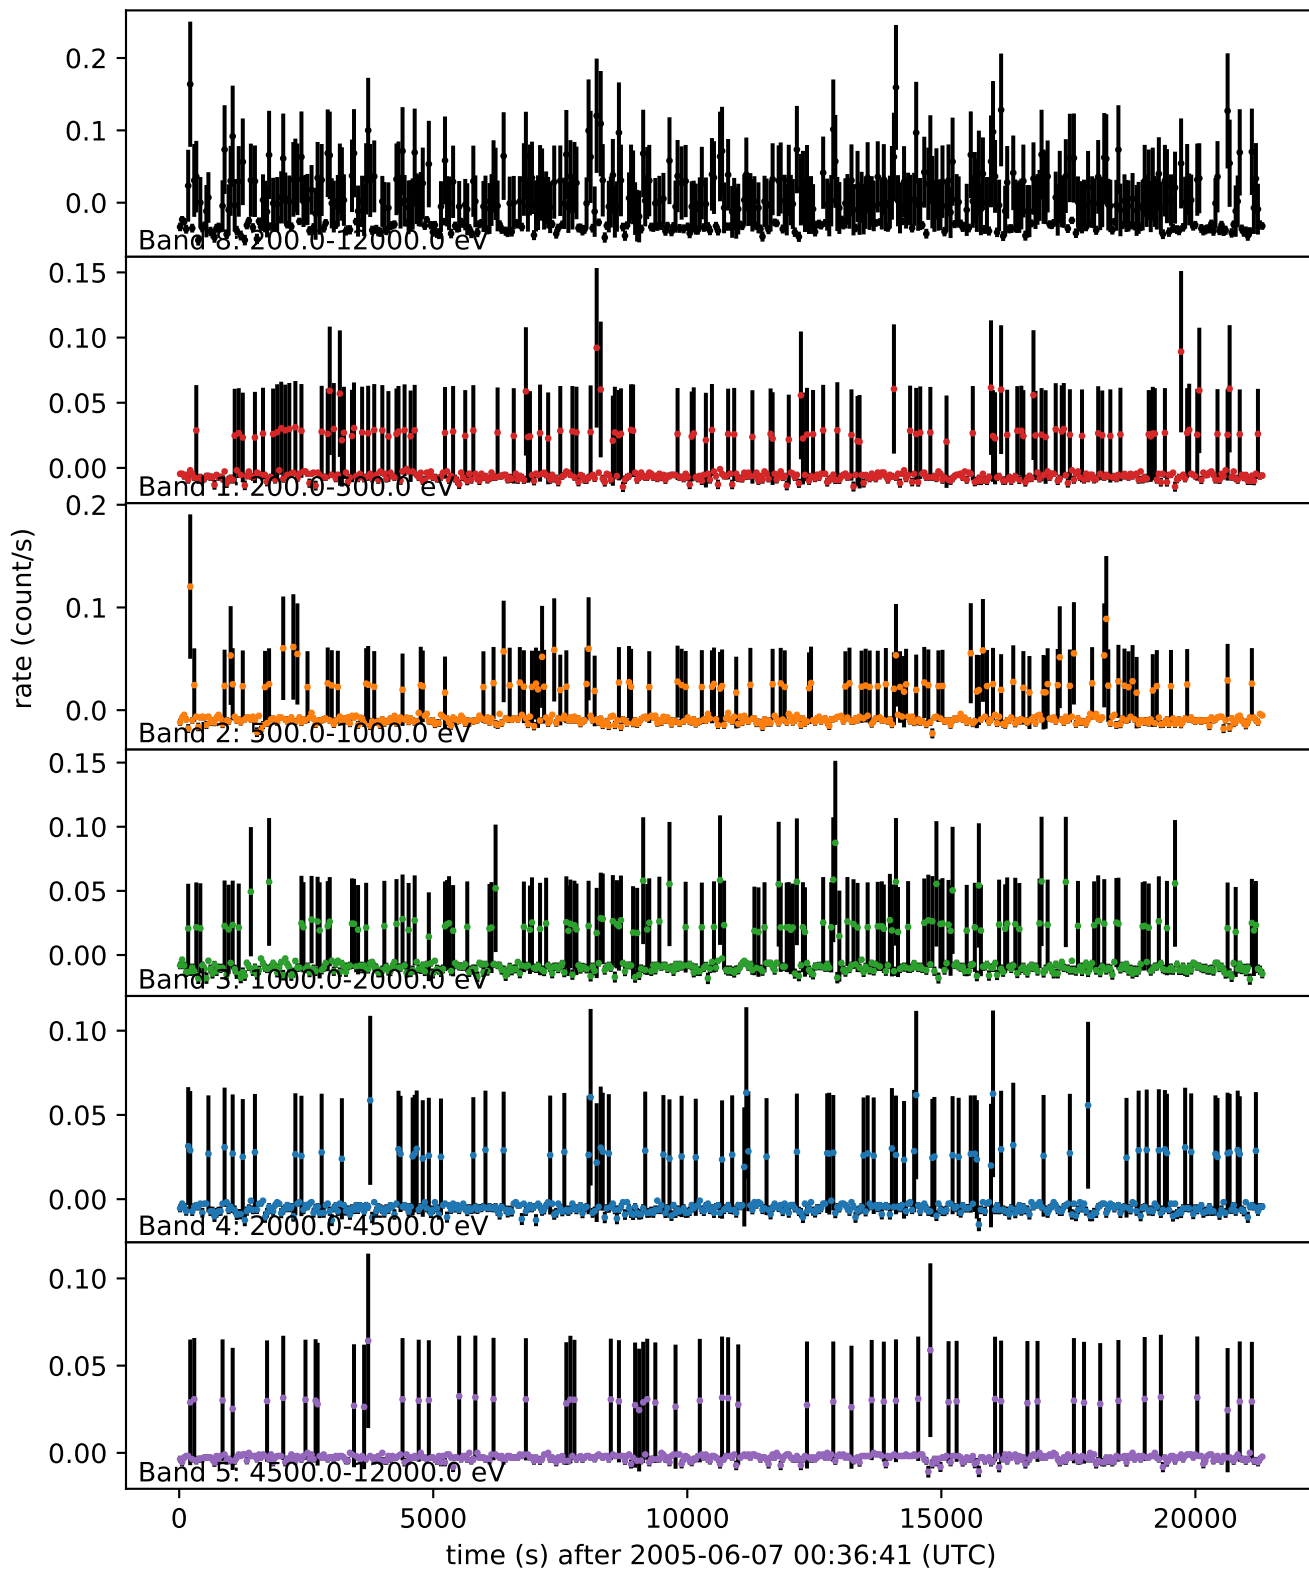 0.2
0.1
0.0
Band 8: 200.0-12000.0 eV
0.15
0.10
0.05
0.00
Band 1: 200.0-500.0 eV
0.2
0.1
0.0
Band 2: 500.0-1000.0 eV
rate (count/s)
0.15
0.10
0.05
0.00
Band 3: 1000.0-2000.0 eV
0.10
0.05
0.00
Band 4: 2000.0-4500.0 eV
0.10
0.05
0.00
Band 5: 4500.0-12000.0 eV
0 5000 10000 15000 20000
time (s) after 2005-06-07 00:36:41 (UTC)